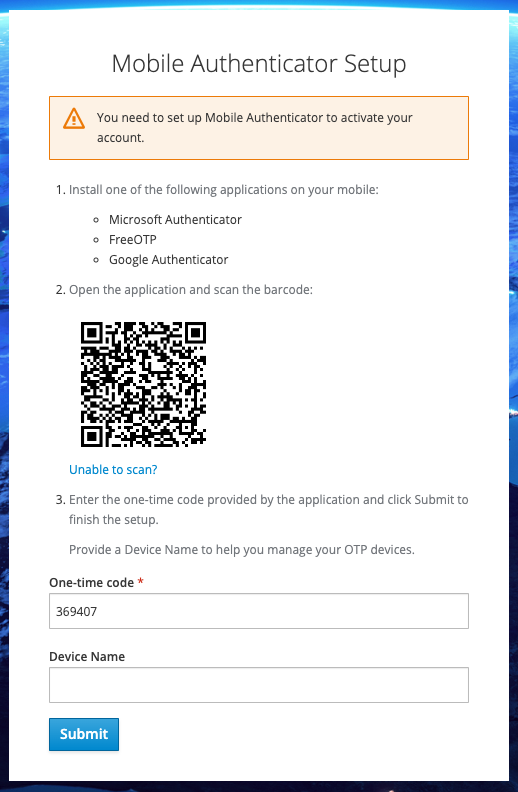 Mobile Authenticator Setup
You need to set up Mobile Authenticator to activate your
account.
1. Install one of the following applications on your mobile:
Microsoft Authenticator
FreeOTP
Google Authenticator
2. Open the application and scan the barcode:
Unable to scan?
3. Enter the one-time code provided by the application and click Submit to
finish the setup.
Provide a Device Name to help you manage your OTP devices.
One-time code *
369407
Device Name
Submit